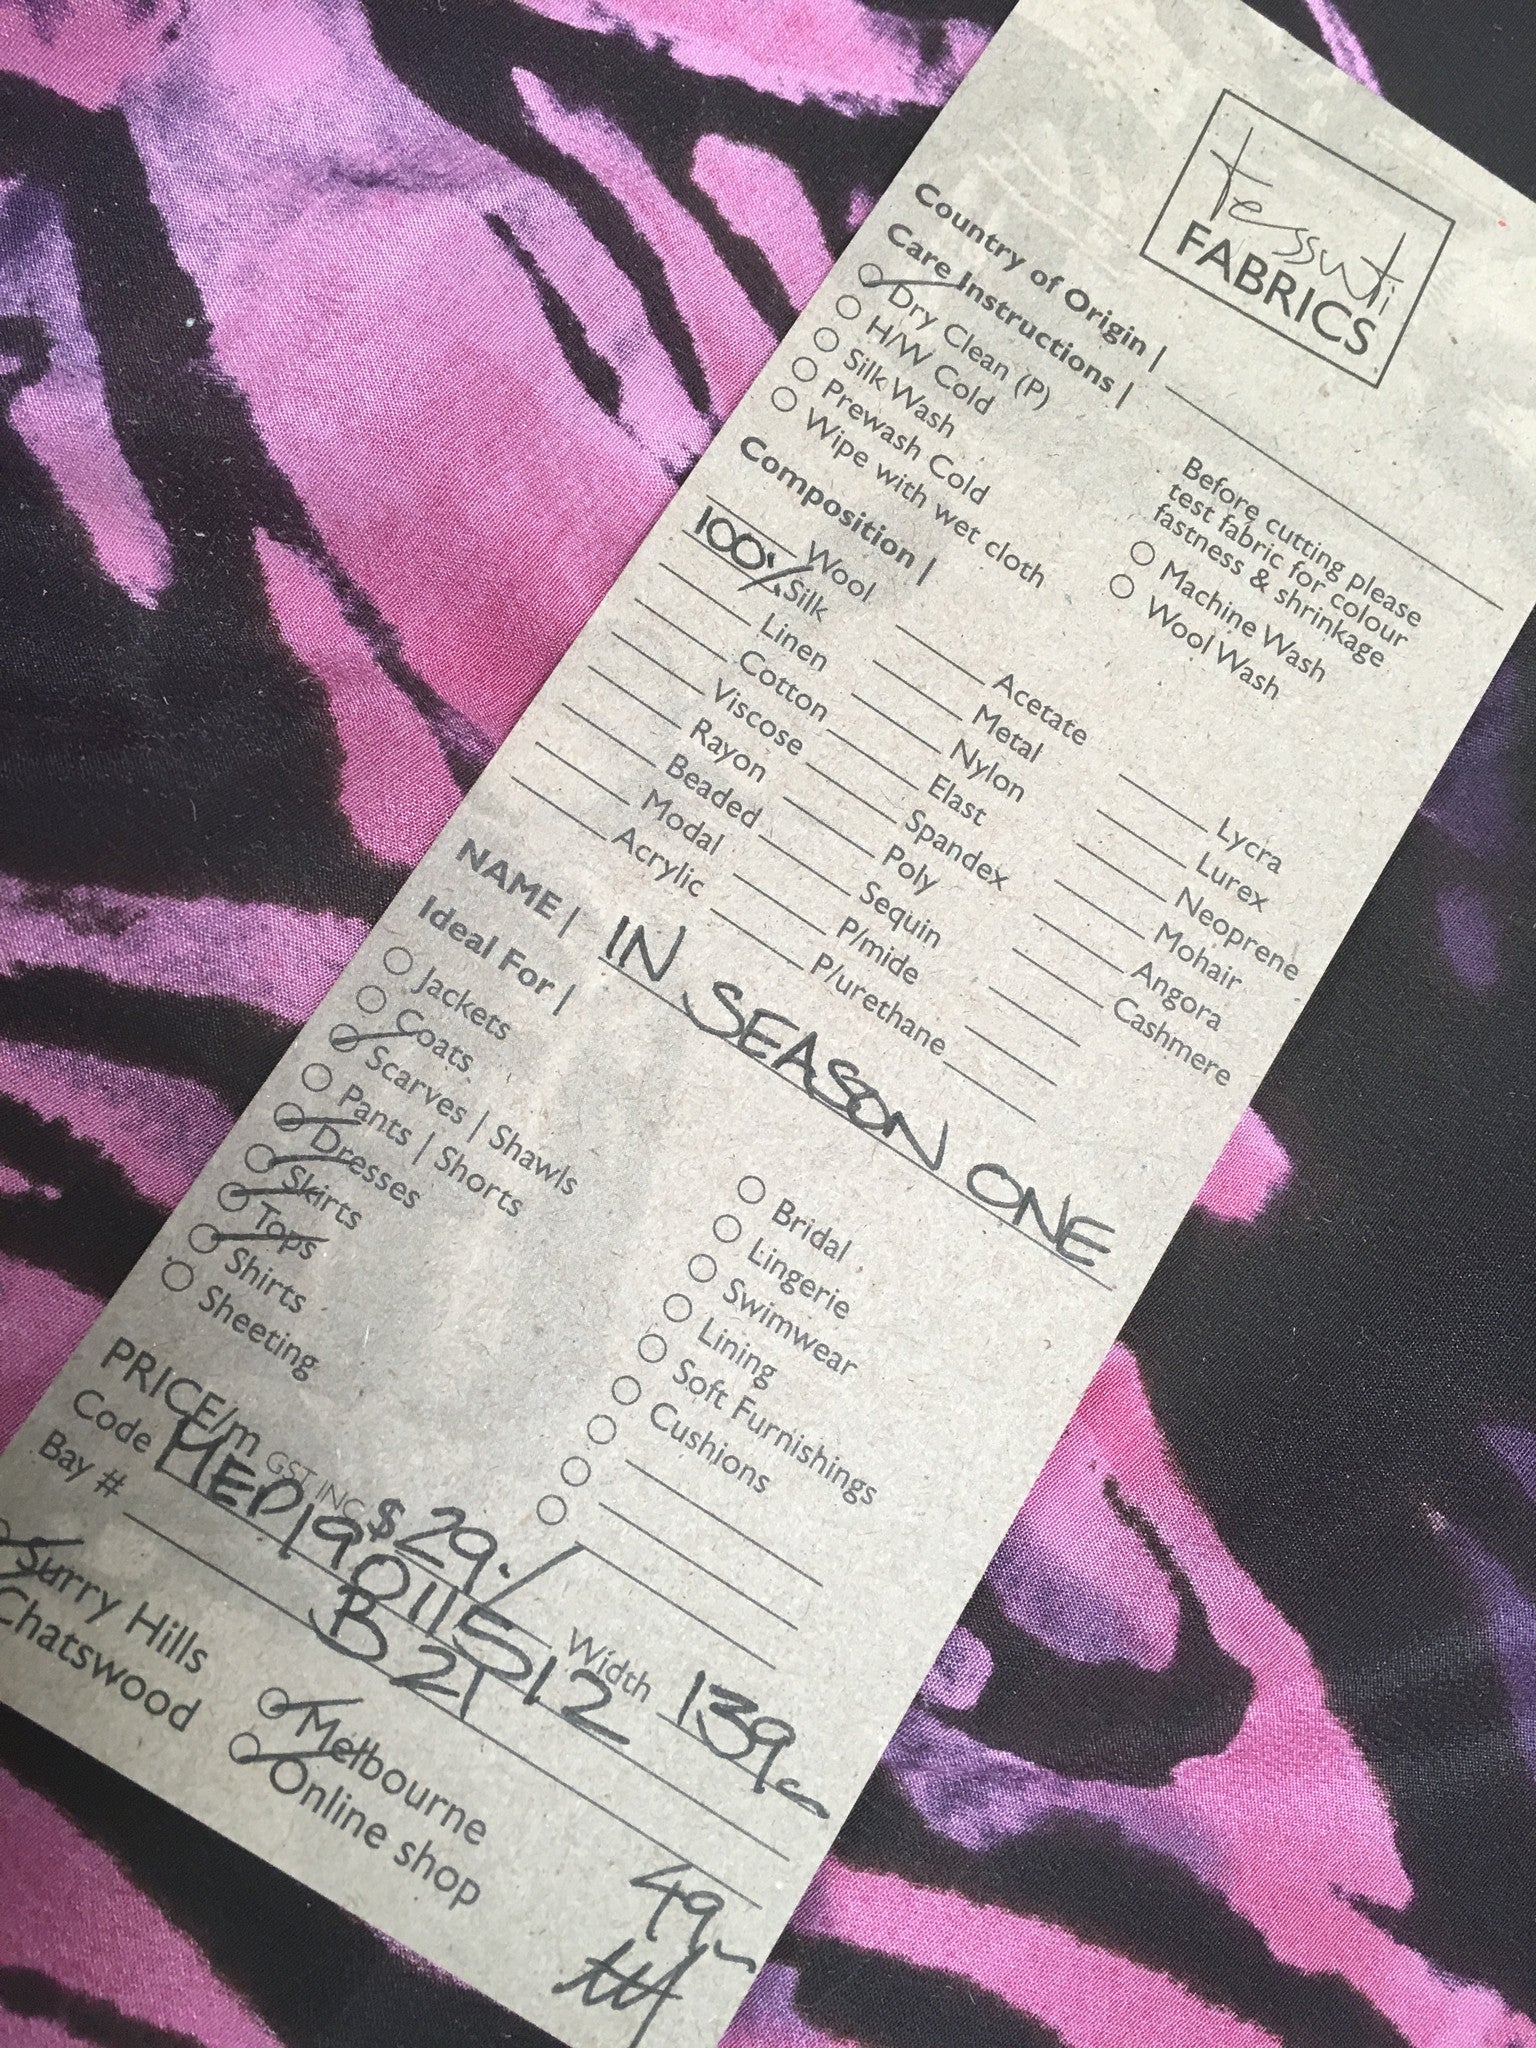 tessuti
FABRICS
Country of Origin |
Care Instructions |
Dry Clean (P)
H/W Cold
Silk Wash
Prewash Cold
Wipe with wet cloth
Before cutting please
test fabric for colour
fastness & shrinkage
Machine Wash
Wool Wash
Composition |
Wool
100% Silk
Linen
Cotton
Viscose
Rayon
Beaded
Modal
Acrylic
Acetate
Metal
Nylon
Elast
Spandex
Poly
Sequin
P/mide
P/urethane
Lycra
Lurex
Neoprene
Mohair
Angora
Cashmere
NAME | IN SEASON ONE
Ideal For |
Jackets
Coats
Scarves | Shawls
Pants | Shorts
Dresses
Skirts
Tops
Shirts
Sheeting
Bridal
Lingerie
Swimwear
Lining
Soft Furnishings
Cushions
PRICE/m GST INC $29./ Width 139c
Code MED19011512
Bay # B21
Surry Hills
Chatswood
Melbourne
Online shop
49